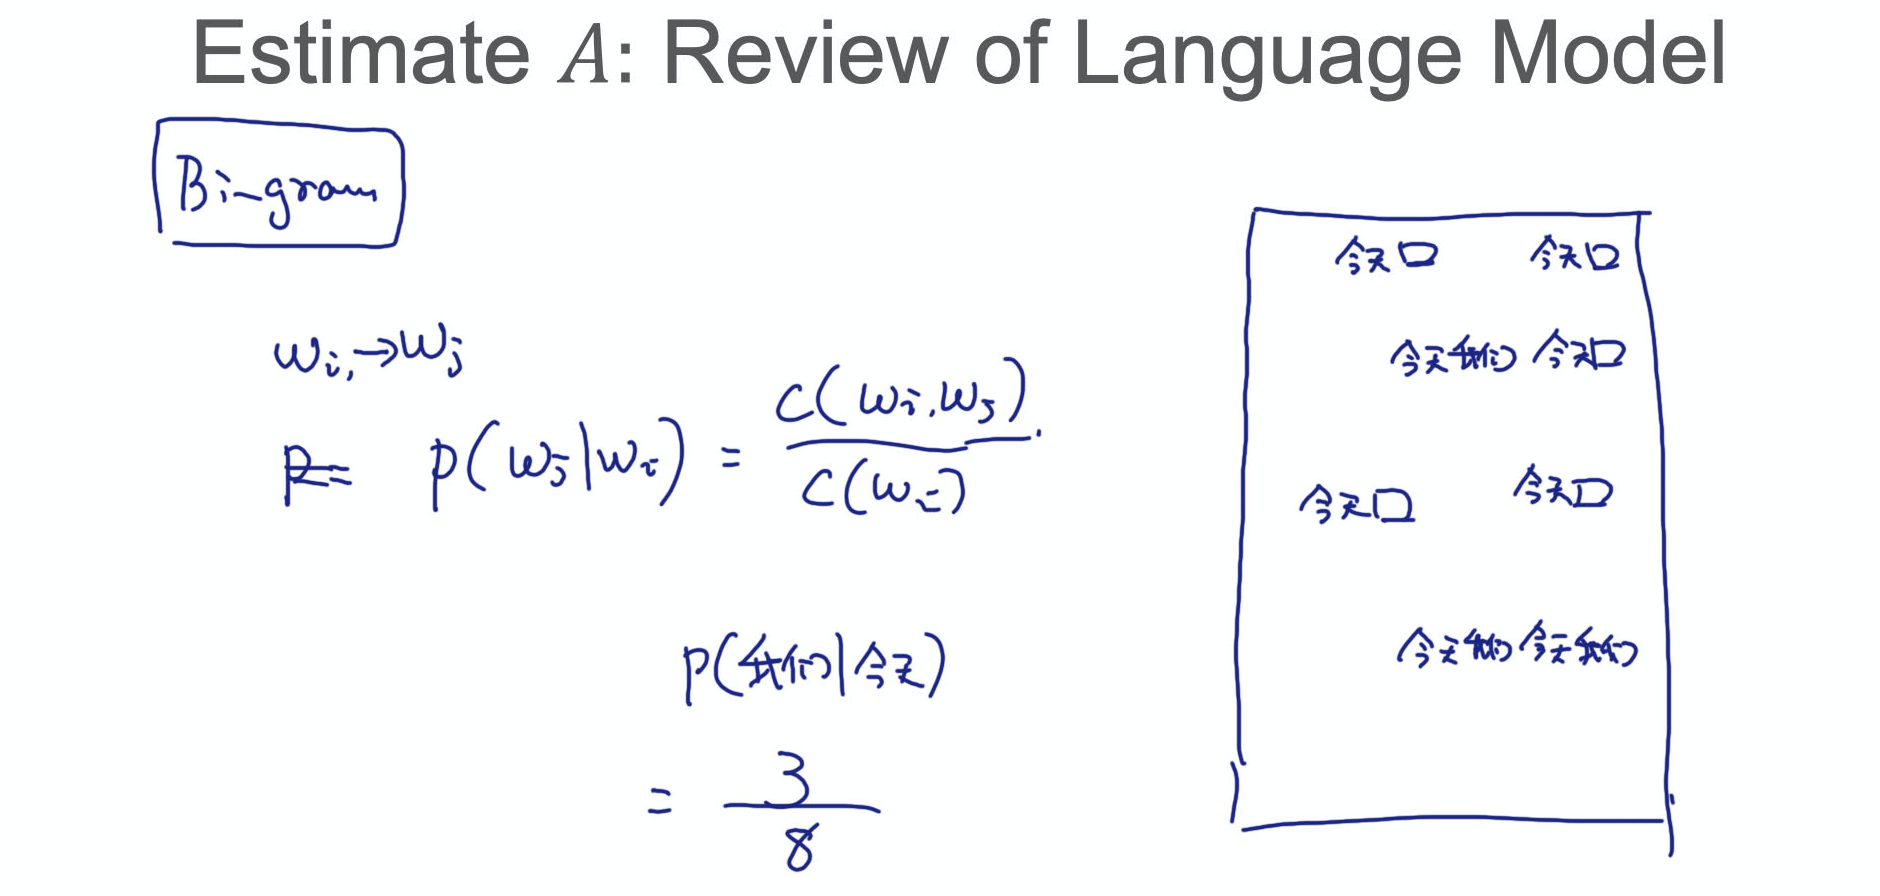 Estimate A: Review of Language Model
Bi-gram
wi, → wj
P= p(wj|wi) = c(wi,wj) / c(wi) .
p(我们|今天)
= 3 / 8
今天口 今天口
今天我们 今天口
今天口 今天口
今天我们 今天我们